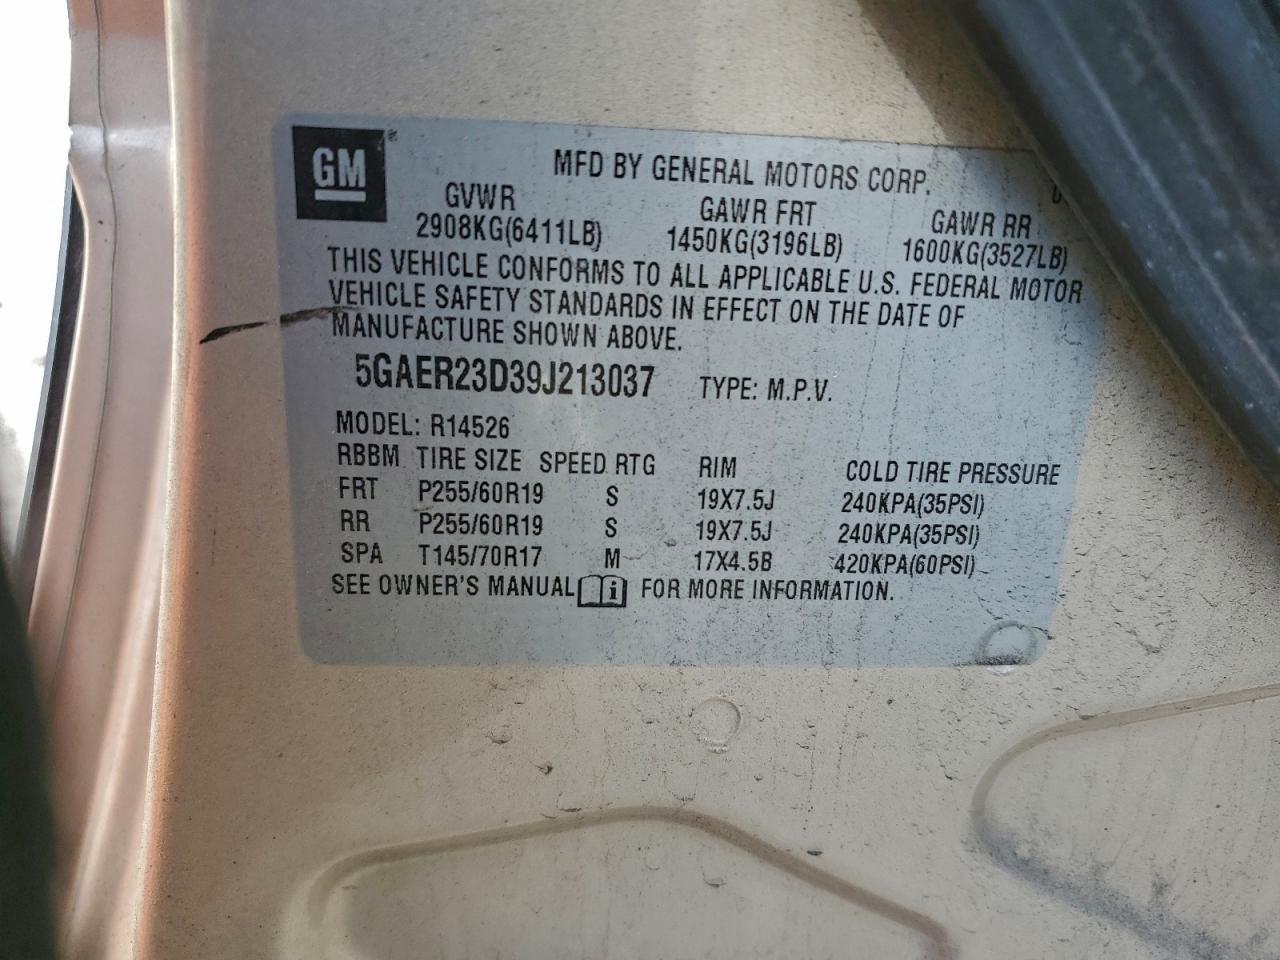 GM
MFD BY GENERAL MOTORS CORP.
GVWR GAWR FRT GAWR RR
2908KG(6411LB) 1450KG(3196LB) 1600KG(3527LB)
THIS VEHICLE CONFORMS TO ALL APPLICABLE U.S. FEDERAL MOTOR
VEHICLE SAFETY STANDARDS IN EFFECT ON THE DATE OF
MANUFACTURE SHOWN ABOVE.
5GAER23D39J213037 TYPE: M.P.V.
MODEL: R14526
RBBM TIRE SIZE SPEED RTG RIM COLD TIRE PRESSURE
FRT P255/60R19 S 19X7.5J 240KPA(35PSI)
RR P255/60R19 S 19X7.5J 240KPA(35PSI)
SPA T145/70R17 M 17X4.5B 420KPA(60PSI)
SEE OWNER'S MANUAL i FOR MORE INFORMATION.